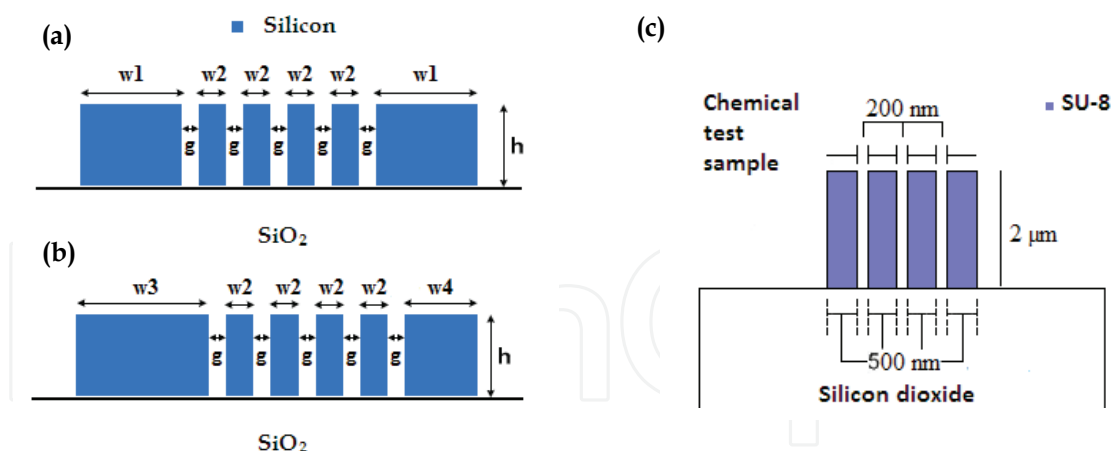 (a)
Silicon
w1 w2 w2 w2 w2 w1
g g g g g
h
SiO₂
(b)
w3 w2 w2 w2 w2 w4
g g g g g
h
SiO₂
(c)
Chemical
test
sample
200 nm
SU-8
2 μm
500 nm
Silicon dioxide